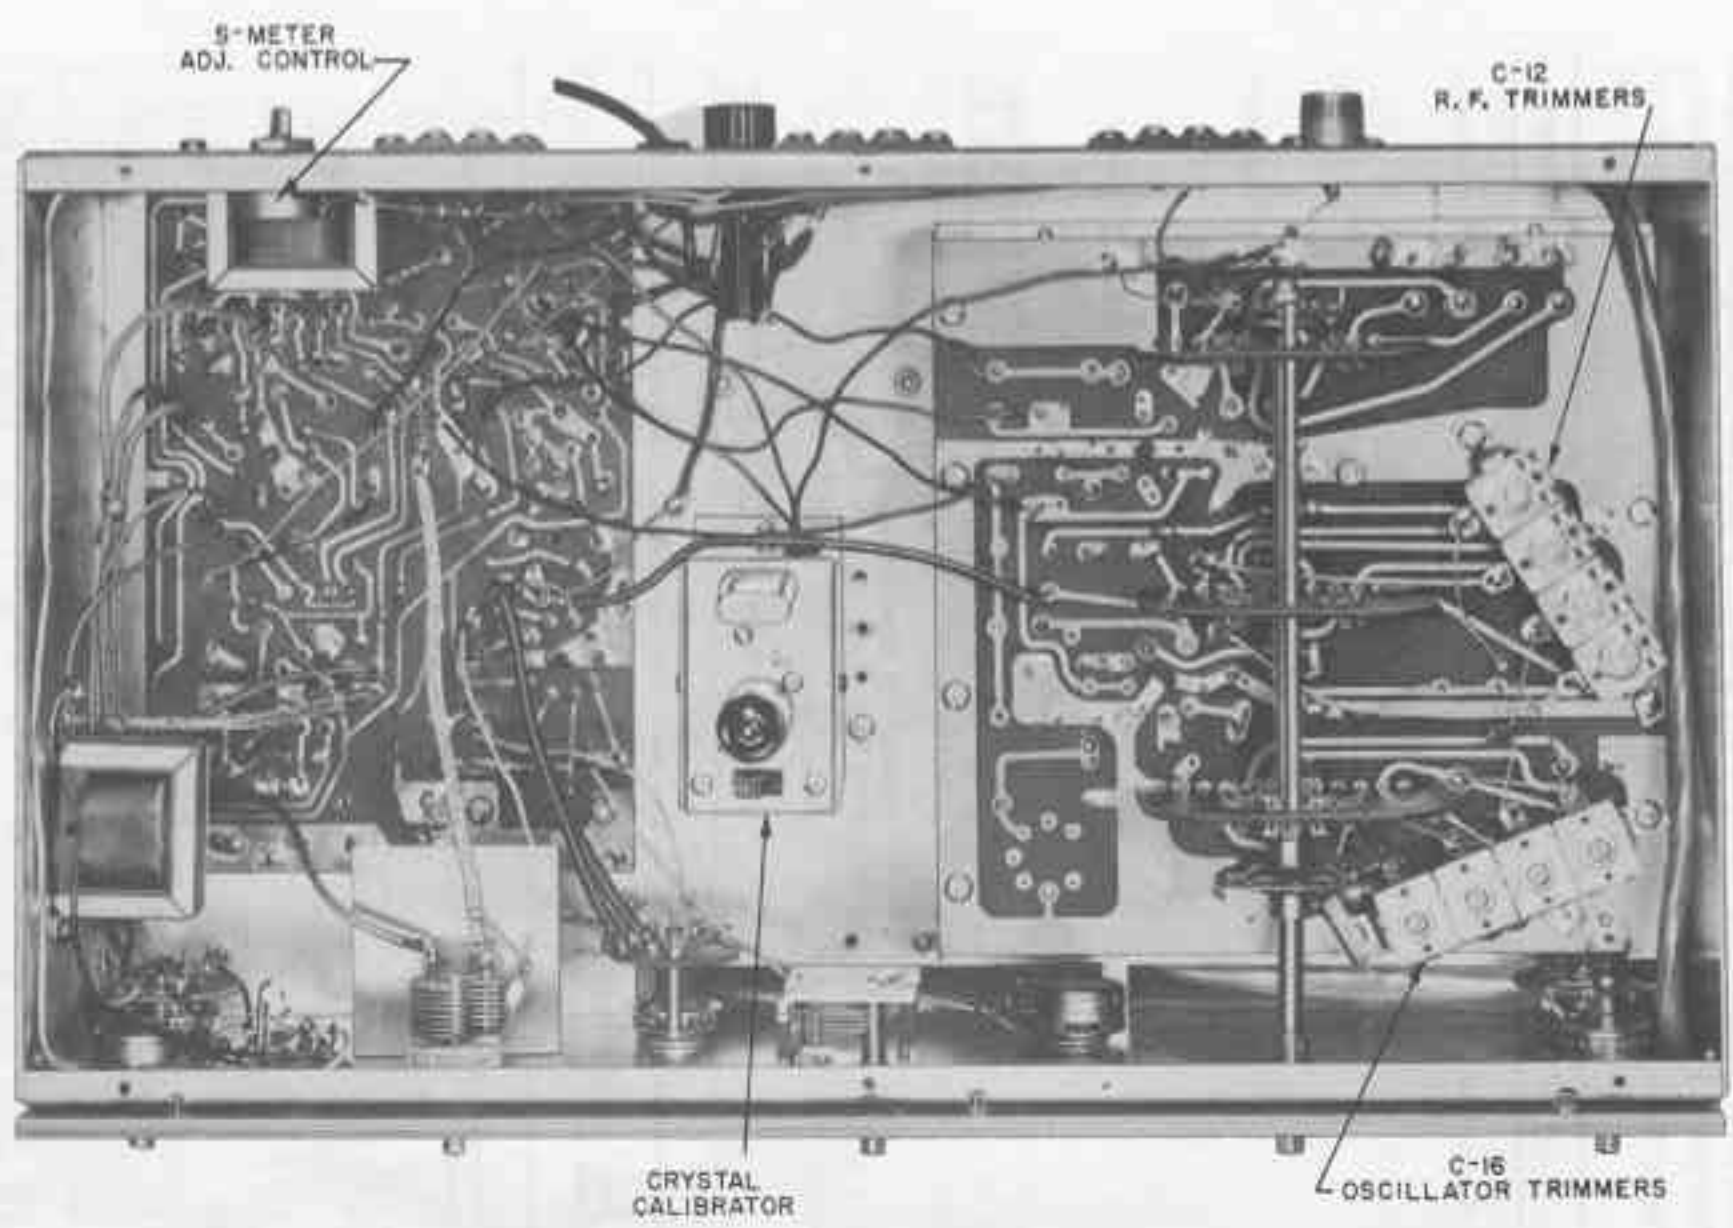 S-METER
ADJ. CONTROL
C-12
R. F. TRIMMERS
CRYSTAL
CALIBRATOR
C-16
OSCILLATOR TRIMMERS